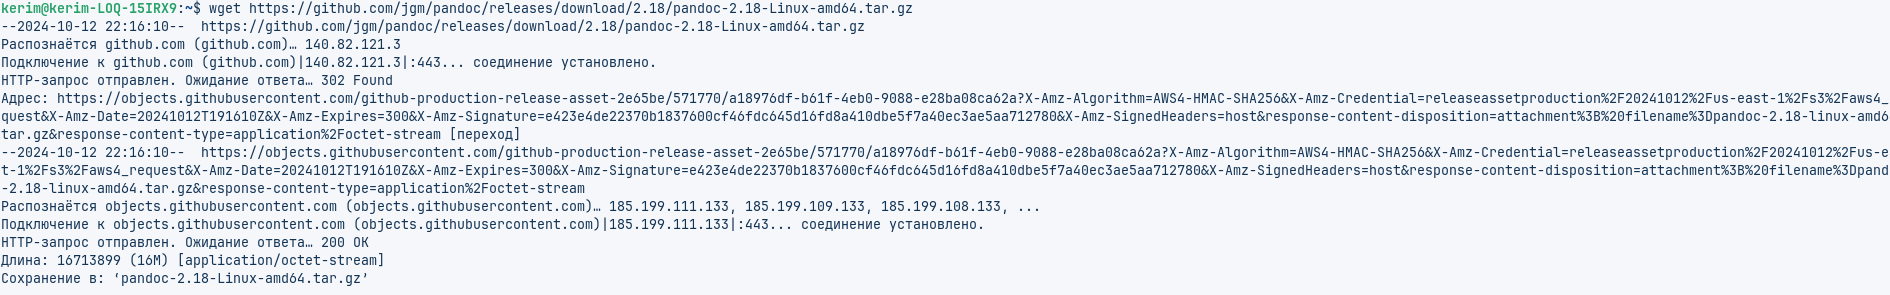 kerim@kerim-LOQ-15IRX9:~$ wget https://github.com/jgm/pandoc/releases/download/2.18/pandoc-2.18-Linux-amd64.tar.gz
--2024-10-12 22:16:10--  https://github.com/jgm/pandoc/releases/download/2.18/pandoc-2.18-Linux-amd64.tar.gz
Распознаётся github.com (github.com)… 140.82.121.3
Подключение к github.com (github.com)|140.82.121.3|:443... соединение установлено.
HTTP-запрос отправлен. Ожидание ответа… 302 Found
Адрес: https://objects.githubusercontent.com/github-production-release-asset-2e65be/571770/a18976df-b61f-4eb0-9088-e28ba08ca62a?X-Amz-Algorithm=AWS4-HMAC-SHA256&X-Amz-Credential=releaseassetproduction%2F20241012%2Fus-east-1%2Fs3%2Faws4_
quest&X-Amz-Date=20241012T191610Z&X-Amz-Expires=300&X-Amz-Signature=e423e4de22370b1837600cf46fdc645d16fd8a410dbe5f7a40ec3ae5aa712780&X-Amz-SignedHeaders=host&response-content-disposition=attachment%3B%20filename%3Dpandoc-2.18-linux-amd6
tar.gz&response-content-type=application%2Foctet-stream [переход]
--2024-10-12 22:16:10--  https://objects.githubusercontent.com/github-production-release-asset-2e65be/571770/a18976df-b61f-4eb0-9088-e28ba08ca62a?X-Amz-Algorithm=AWS4-HMAC-SHA256&X-Amz-Credential=releaseassetproduction%2F20241012%2Fus-e
t-1%2Fs3%2Faws4_request&X-Amz-Date=20241012T191610Z&X-Amz-Expires=300&X-Amz-Signature=e423e4de22370b1837600cf46fdc645d16fd8a410dbe5f7a40ec3ae5aa712780&X-Amz-SignedHeaders=host&response-content-disposition=attachment%3B%20filename%3Dpand
-2.18-linux-amd64.tar.gz&response-content-type=application%2Foctet-stream
Распознаётся objects.githubusercontent.com (objects.githubusercontent.com)… 185.199.111.133, 185.199.109.133, 185.199.108.133, ...
Подключение к objects.githubusercontent.com (objects.githubusercontent.com)|185.199.111.133|:443... соединение установлено.
HTTP-запрос отправлен. Ожидание ответа… 200 OK
Длина: 16713899 (16M) [application/octet-stream]
Сохранение в: ‘pandoc-2.18-Linux-amd64.tar.gz’